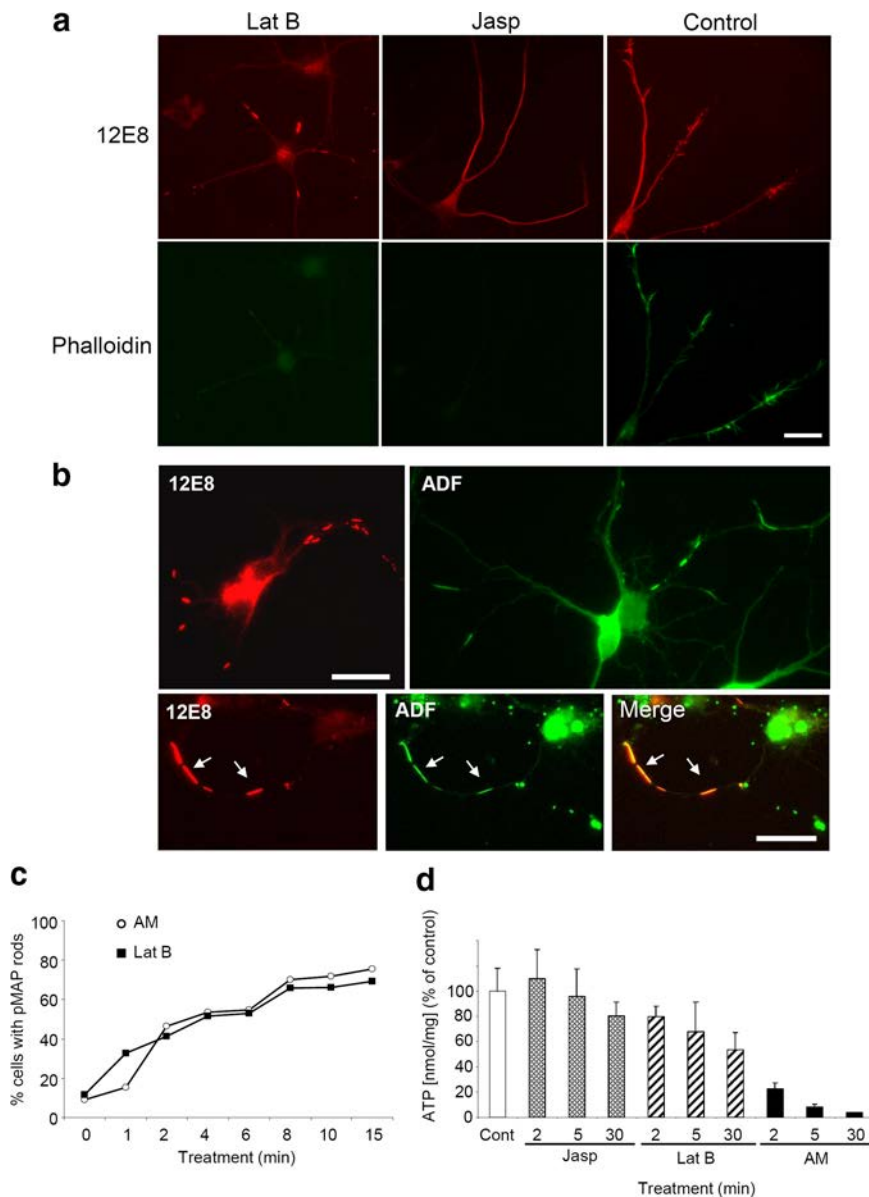 a
Lat B Jasp Control
12E8
Phalloidin
b
12E8 ADF
12E8 ADF Merge
c
% cells with pMAP rods
100
80
60
40
20
0
AM
Lat B
0 1 2 4 6 8 10 15
Treatment (min)
d
ATP [nmol/mg] (% of control)
100
80
60
40
20
0
Cont 2 5 30 2 5 30 2 5 30
Jasp Lat B AM
Treatment (min)